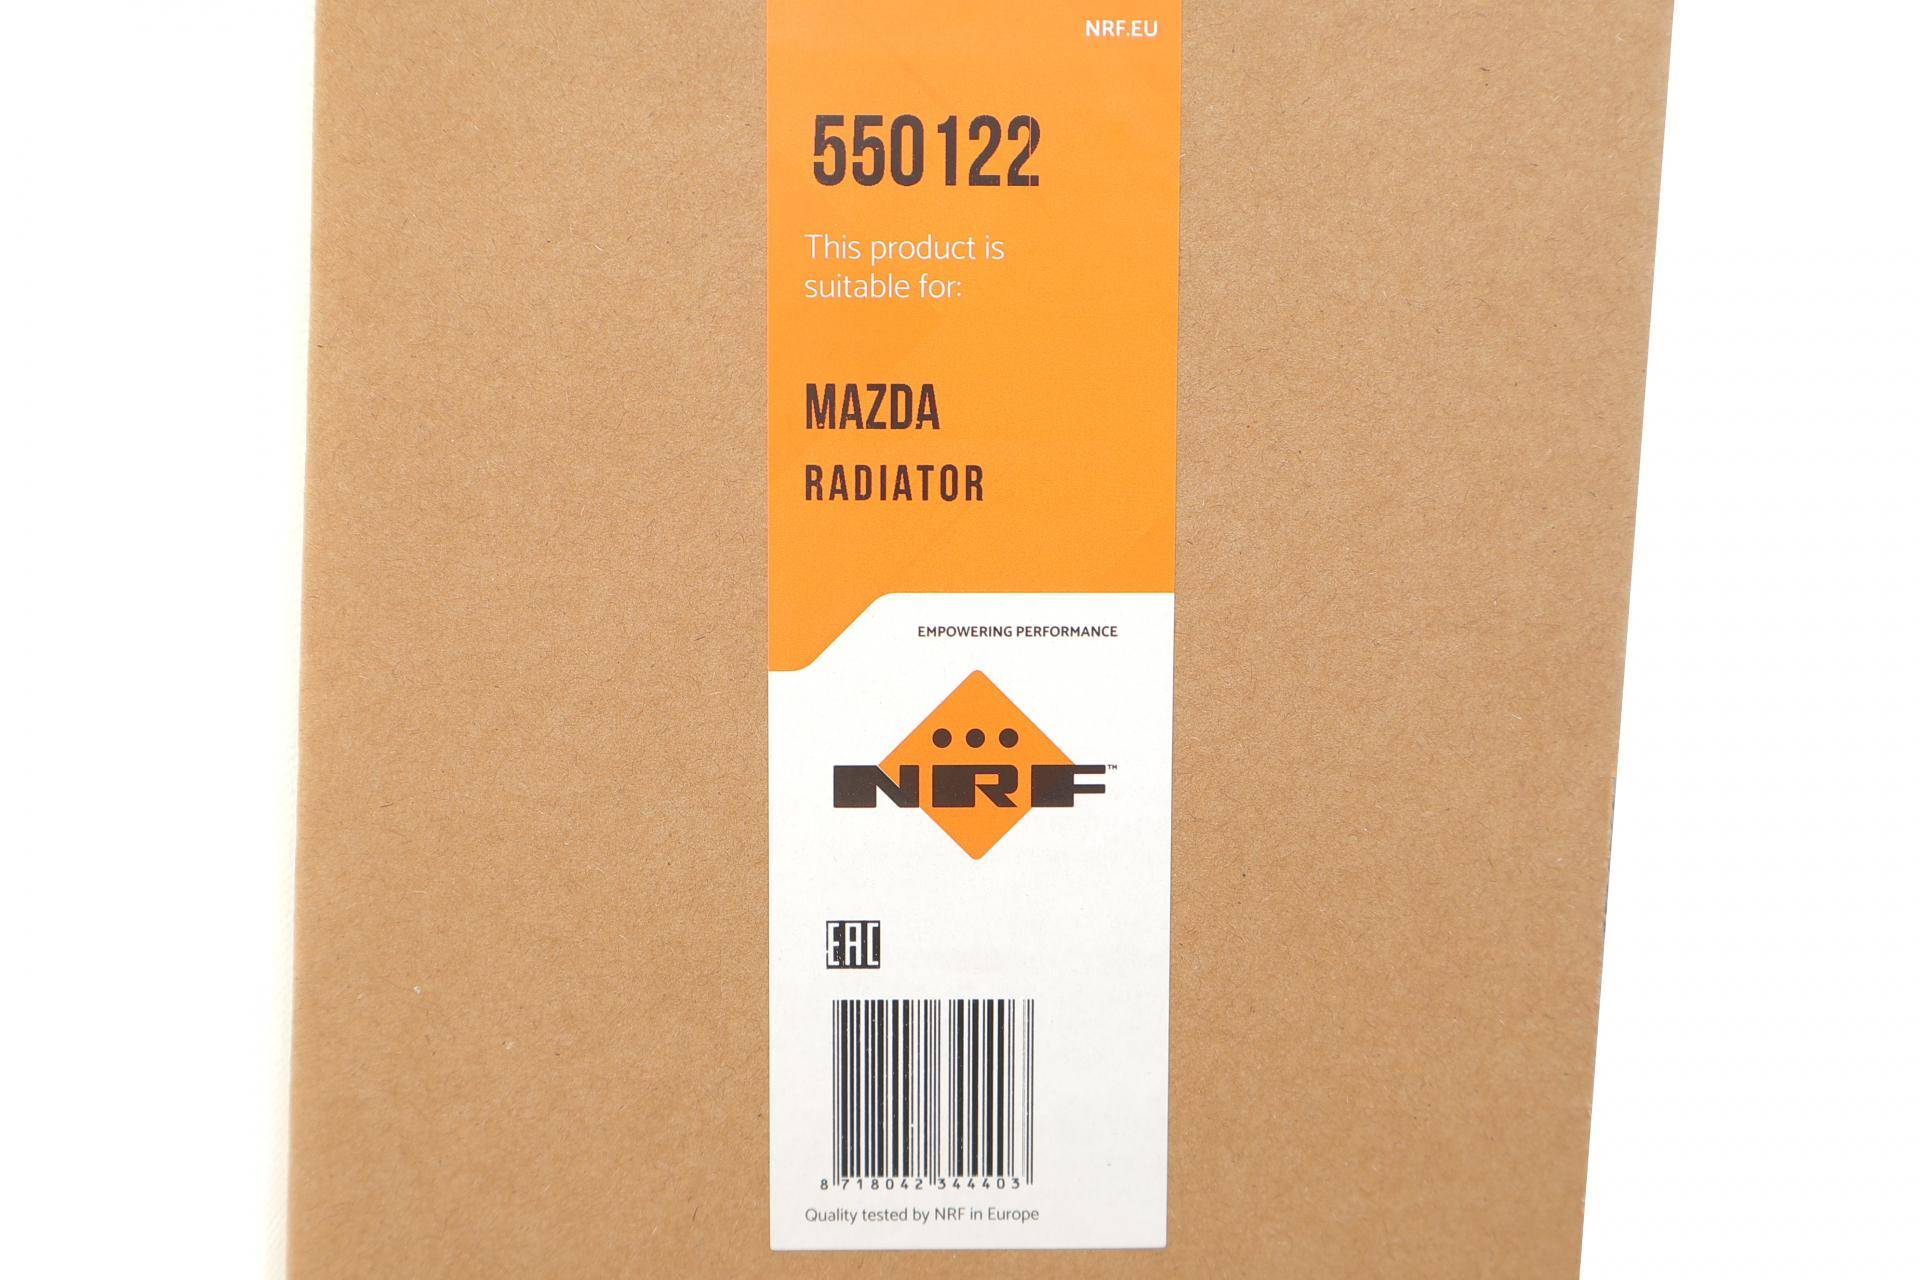 NRF.EU
550122
This product is
suitable for:
MAZDA
RADIATOR
EMPOWERING PERFORMANCE
NRF™
EAC
8 718042 344403
Quality tested by NRF in Europe